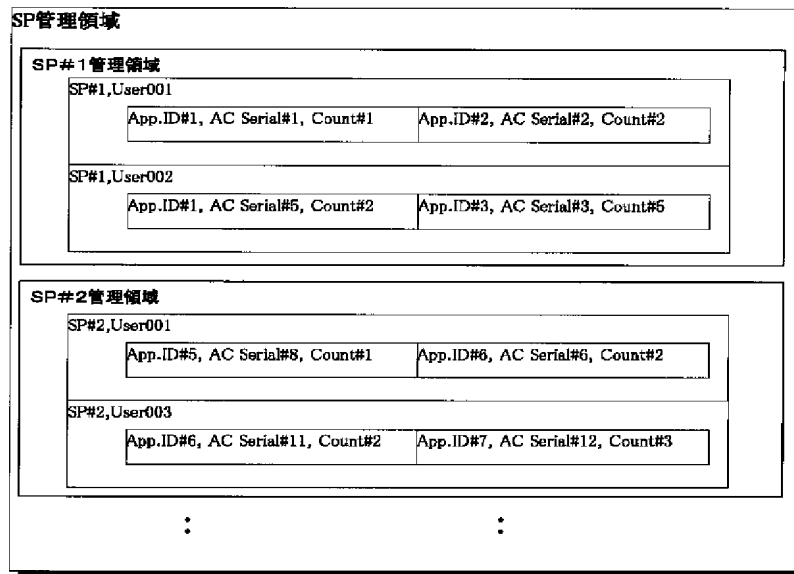 SP管理領域
SP#1管理領域
SP#1,User001
App.ID#1, AC Serial#1, Count#1 App.ID#2, AC Serial#2, Count#2
SP#1,User002
App.ID#1, AC Serial#5, Count#2 App.ID#3, AC Serial#3, Count#5
SP#2管理領域
SP#2,User001
App.ID#5, AC Serial#8, Count#1 App.ID#6, AC Serial#6, Count#2
SP#2,User003
App.ID#6, AC Serial#11, Count#2 App.ID#7, AC Serial#12, Count#3
: :